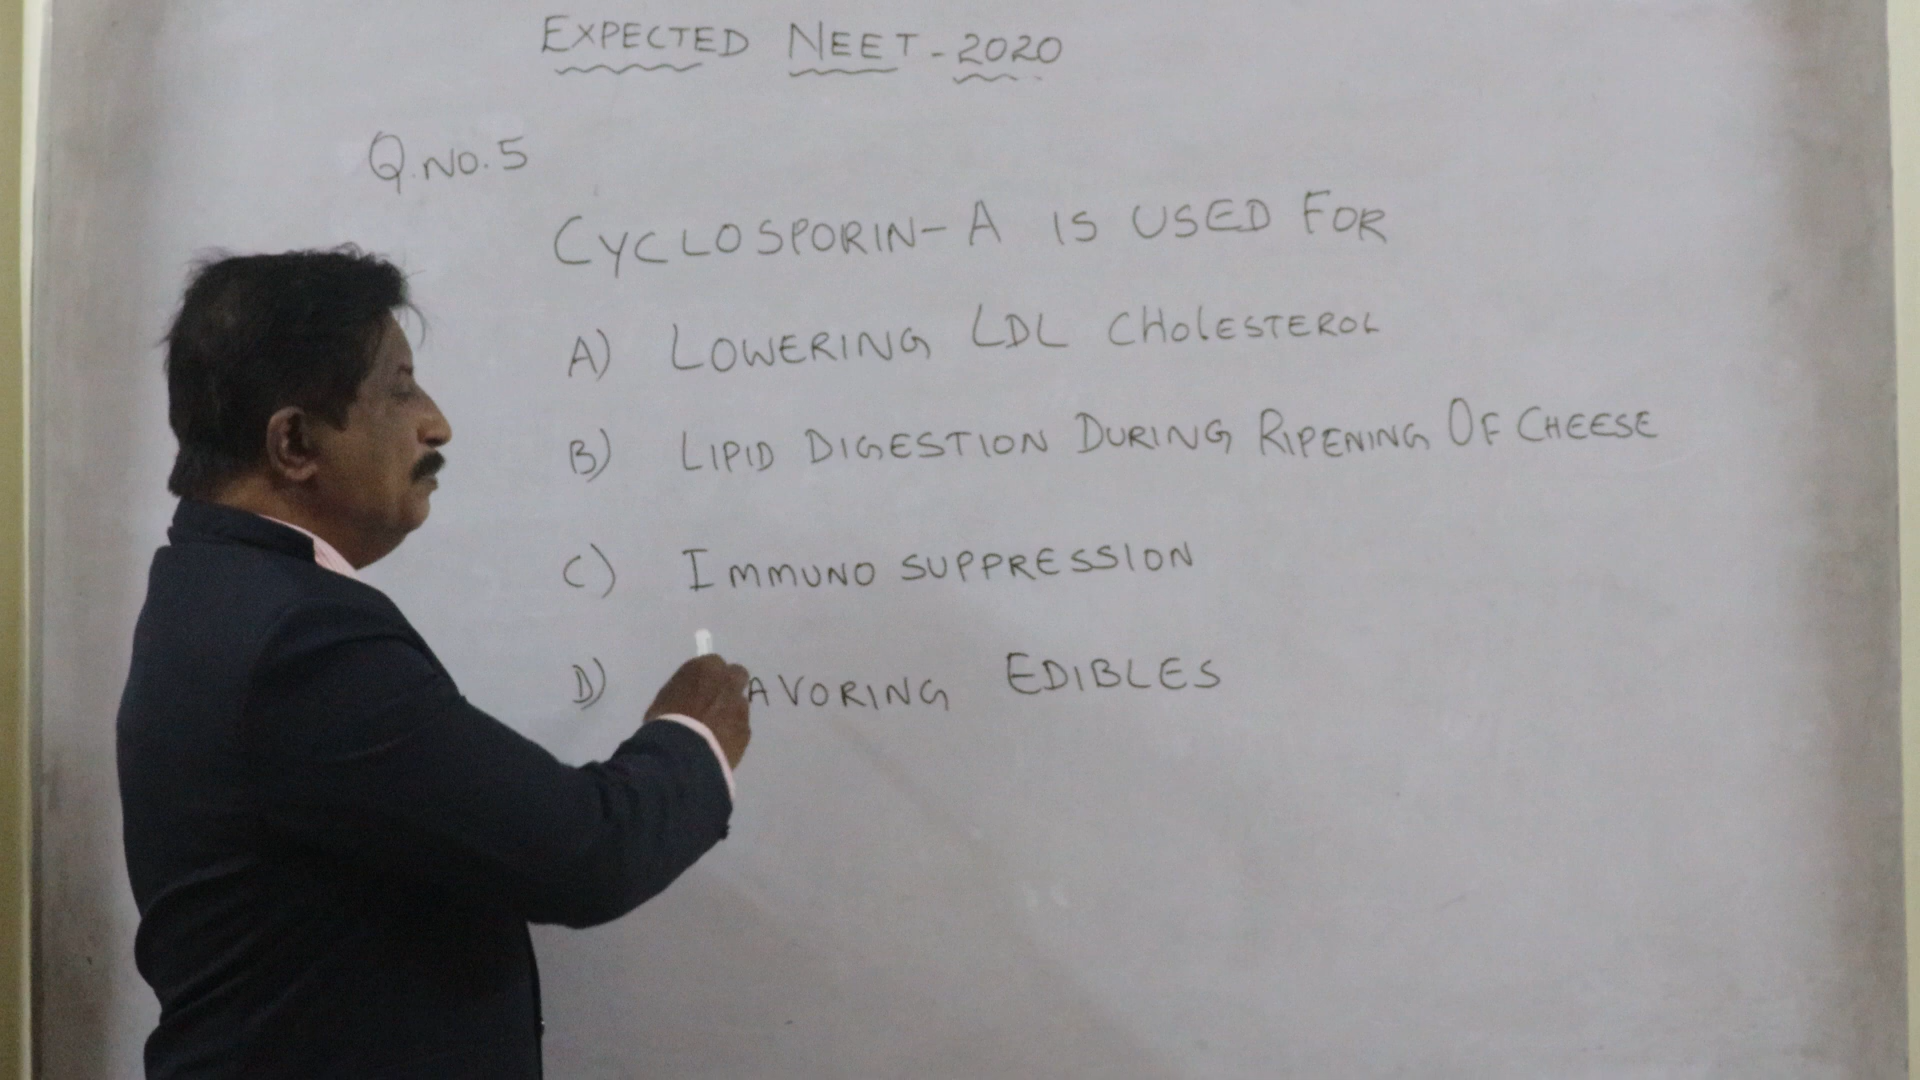 EXPECTED NEET-2020
Q.NO.5
CYCLOSPORIN-A IS USED FOR
A) LOWERING LDL CHOlESTEROL
B) LIPID DIGESTION DURING RIPENING OF CHEESE
C) IMMUNO SUPPRESSION
D) AVORING EDIBLES